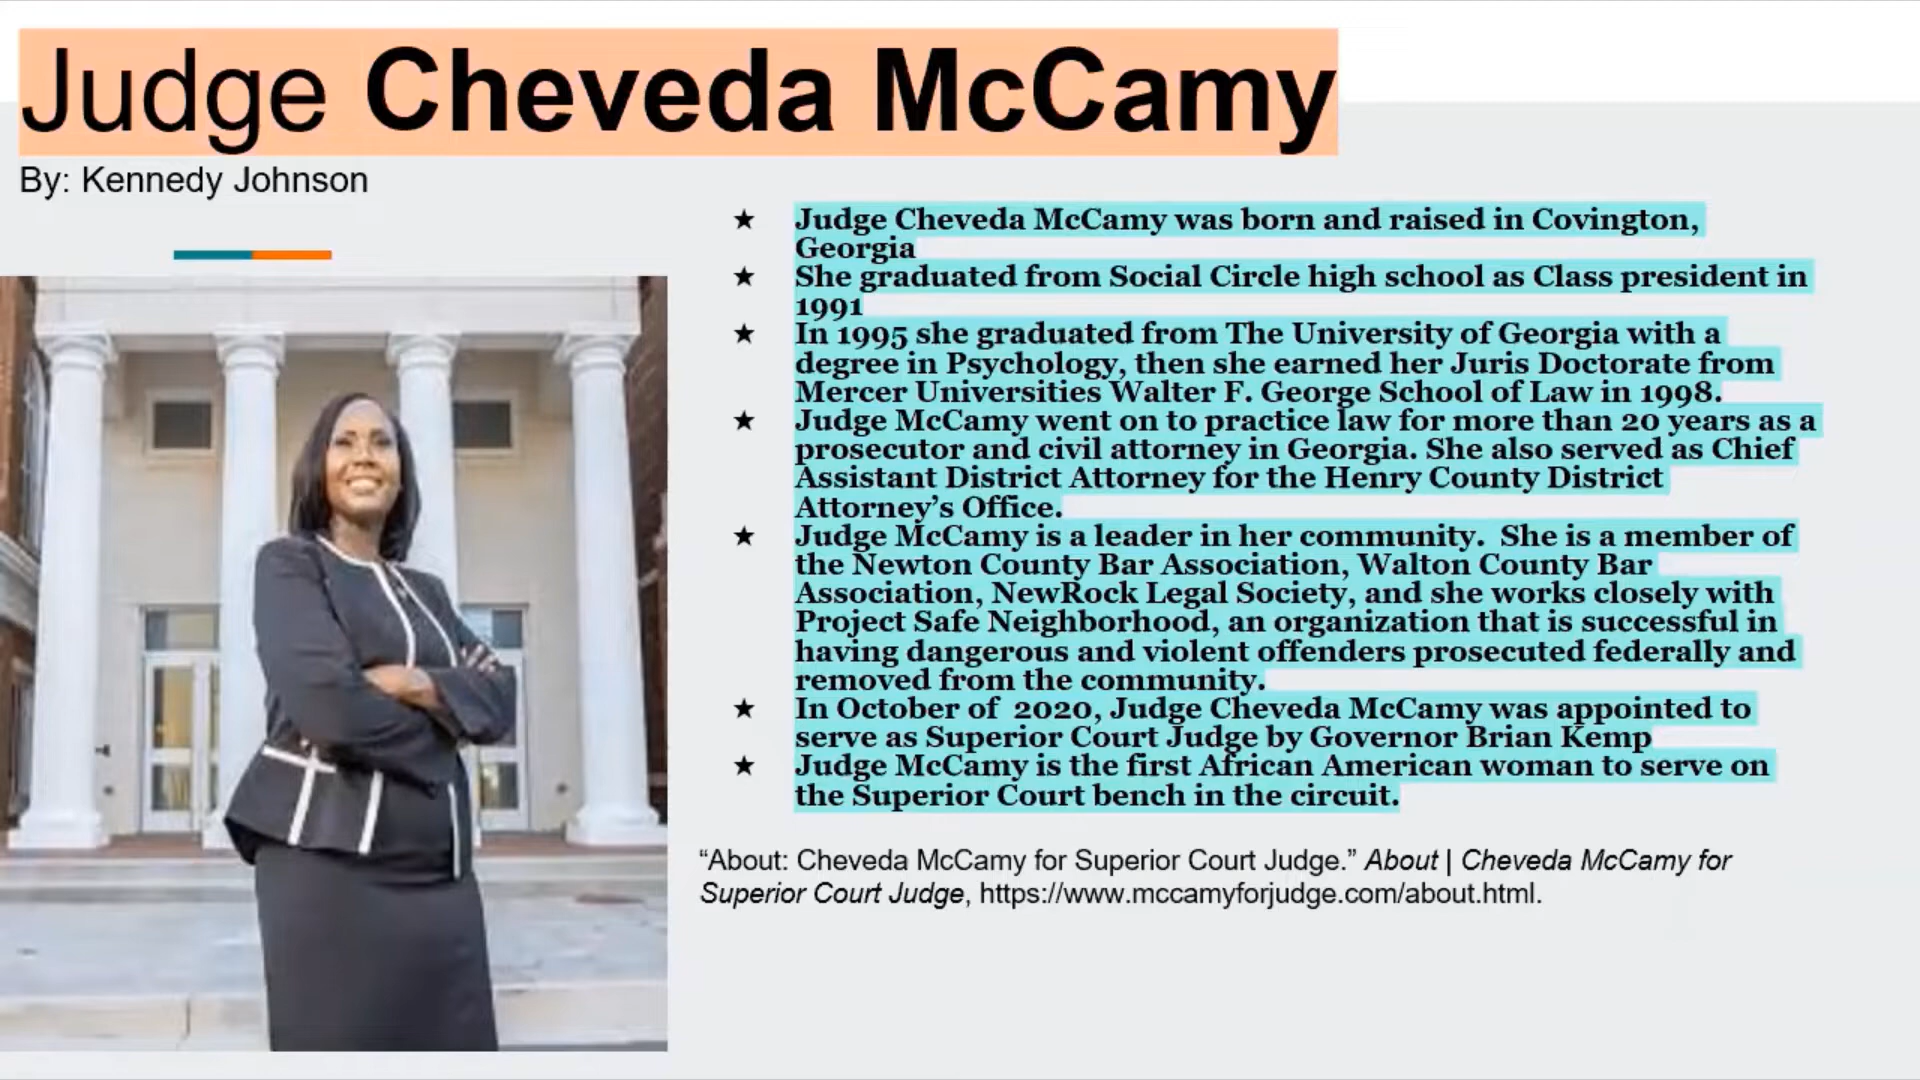 Judge Cheveda McCamy
By: Kennedy Johnson
★ Judge Cheveda McCamy was born and raised in Covington,
Georgia
★ She graduated from Social Circle high school as Class president in
1991
★ In 1995 she graduated from The University of Georgia with a
degree in Psychology, then she earned her Juris Doctorate from
Mercer Universities Walter F. George School of Law in 1998.
★ Judge McCamy went on to practice law for more than 20 years as a
prosecutor and civil attorney in Georgia. She also served as Chief
Assistant District Attorney for the Henry County District
Attorney’s Office.
★ Judge McCamy is a leader in her community.  She is a member of
the Newton County Bar Association, Walton County Bar
Association, NewRock Legal Society, and she works closely with
Project Safe Neighborhood, an organization that is successful in
having dangerous and violent offenders prosecuted federally and
removed from the community.
★ In October of  2020, Judge Cheveda McCamy was appointed to
serve as Superior Court Judge by Governor Brian Kemp
★ Judge McCamy is the first African American woman to serve on
the Superior Court bench in the circuit.
“About: Cheveda McCamy for Superior Court Judge.” About | Cheveda McCamy for
Superior Court Judge, https://www.mccamyforjudge.com/about.html.